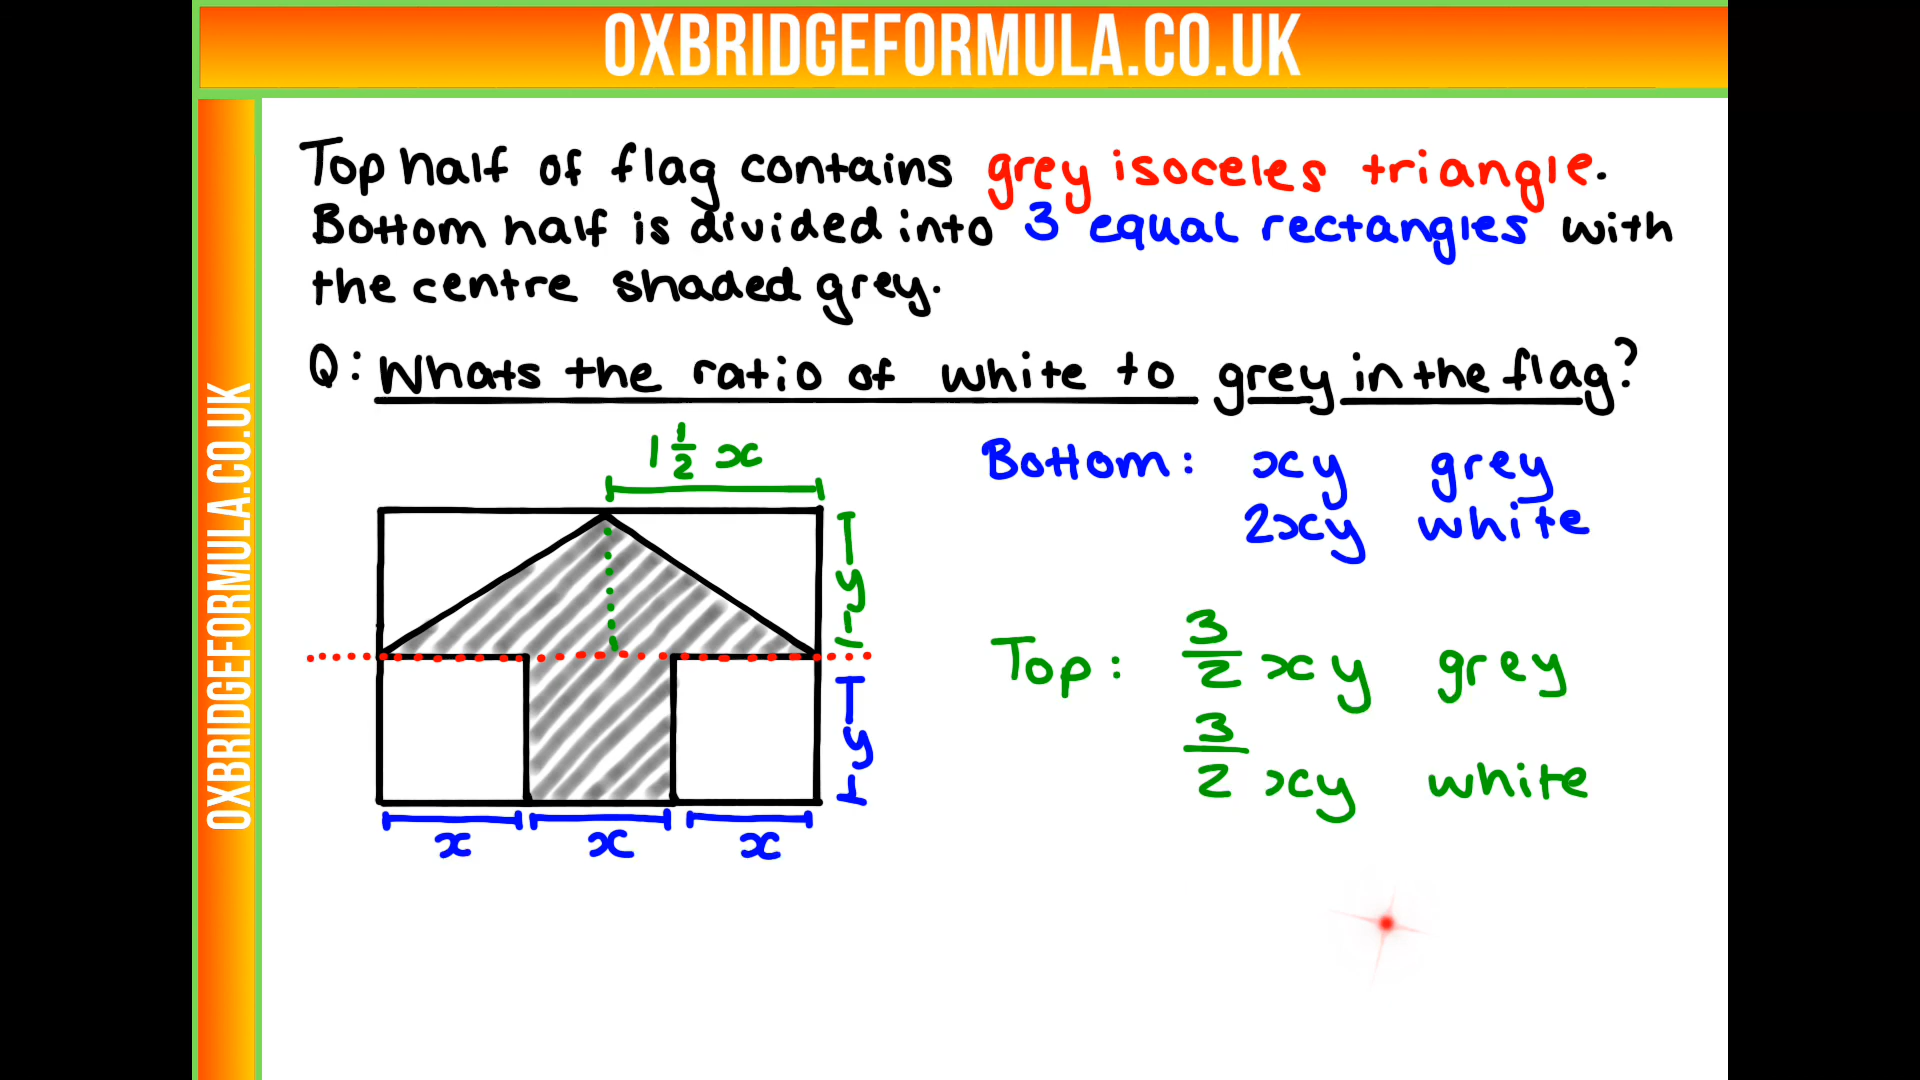 OXBRIDGEFORMULA.CO.UK
OXBRIDGEFORMULA.CO.UK
Top half of flag contains grey isoceles triangle.
Bottom half is divided into 3 equal rectangles with
the centre shaded grey.
Q: Whats the ratio of white to grey in the flag?
1 1/2 x
y
y
x x x
Bottom: xy grey
2xy white
Top: 3/2 xy grey
3/2 xy white